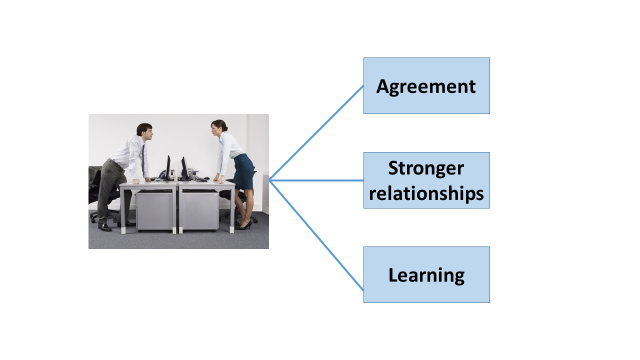 Agreement
Stronger
relationships
Learning